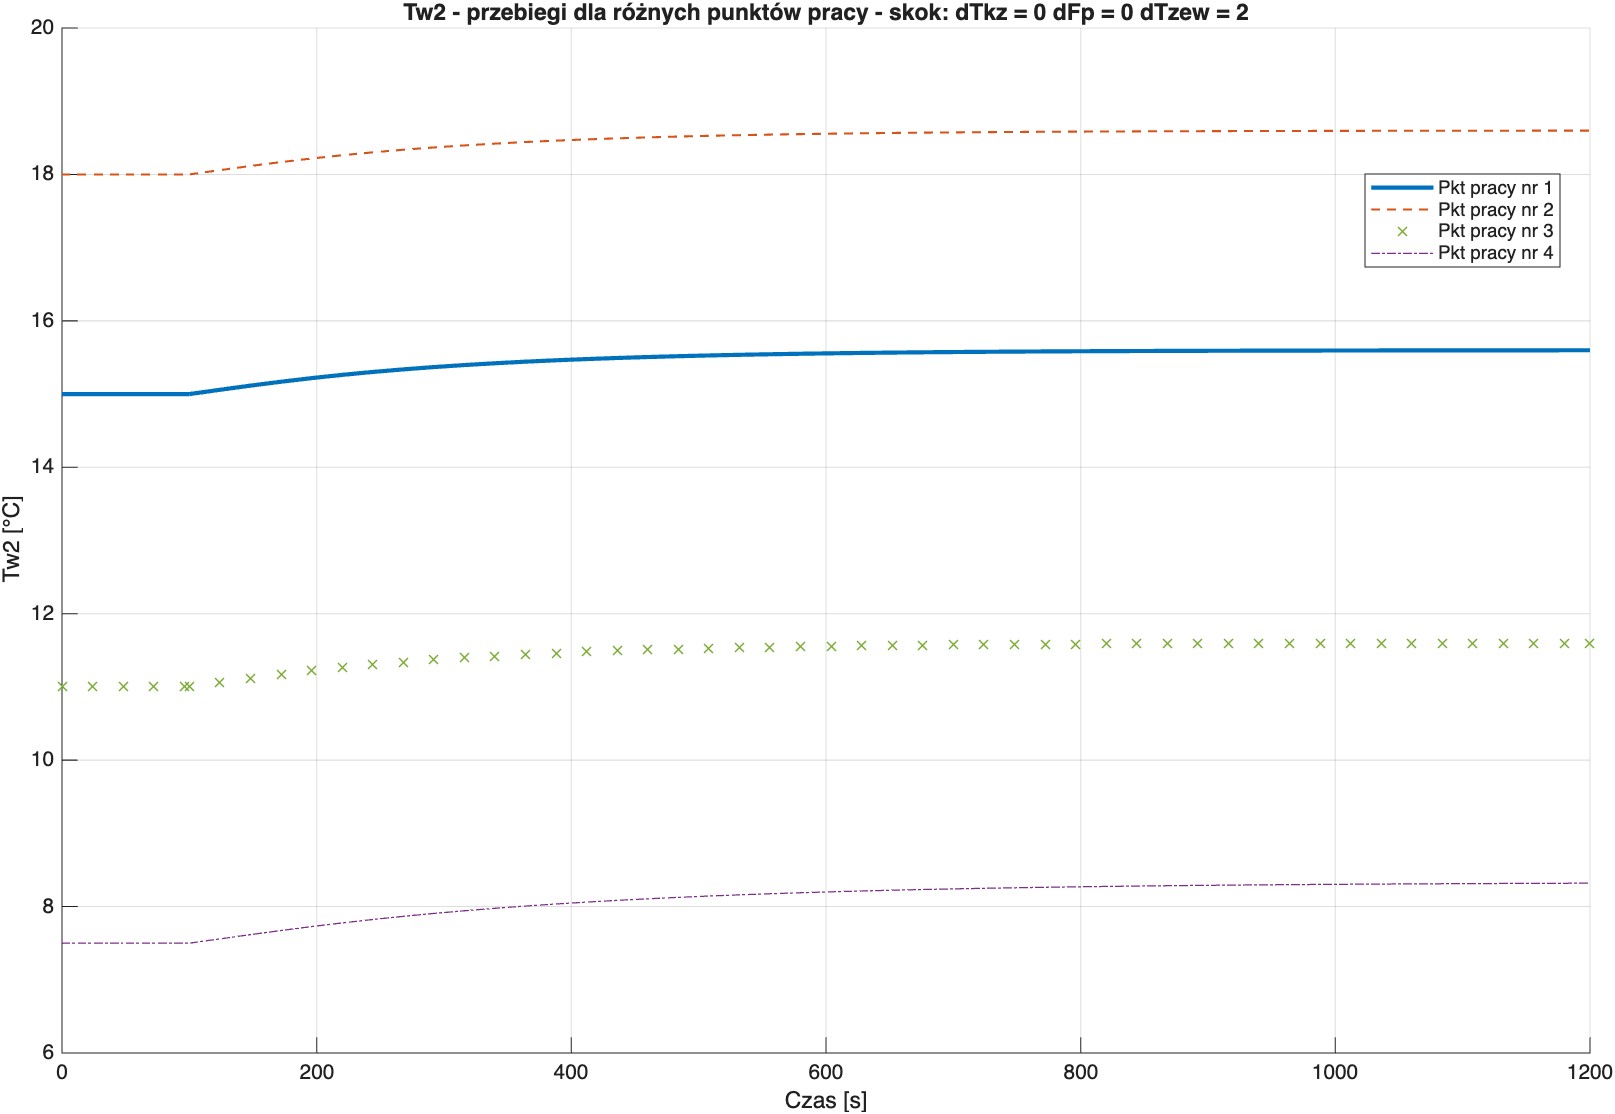 Tw2 - przebiegi dla różnych punktów pracy - skok: dTkz = 0 dFp = 0 dTzew = 2
20
18
16
14
12
10
8
6
Tw2 [°C]
Pkt pracy nr 1
Pkt pracy nr 2
Pkt pracy nr 3
Pkt pracy nr 4
0
200
400
600
800
1000
1200
Czas [s]